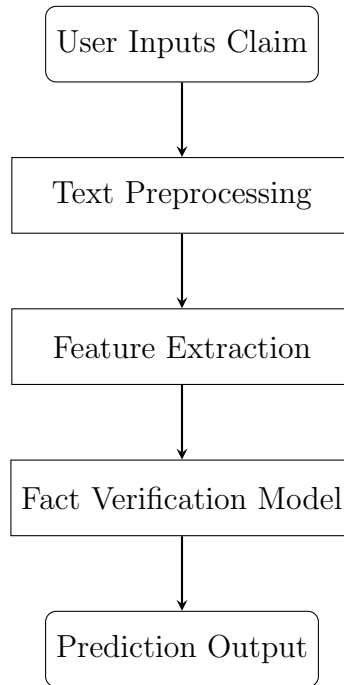 User Inputs Claim
Text Preprocessing
Feature Extraction
Fact Verification Model
Prediction Output